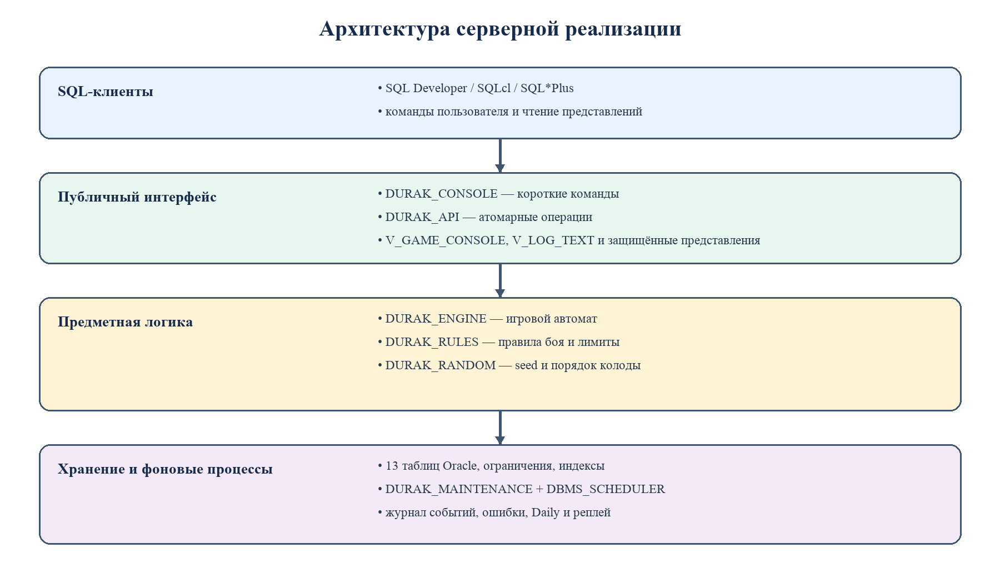 Архитектура серверной реализации
SQL-клиенты
• SQL Developer / SQLcl / SQL*Plus
• команды пользователя и чтение представлений
Публичный интерфейс
• DURAK_CONSOLE — короткие команды
• DURAK_API — атомарные операции
• V_GAME_CONSOLE, V_LOG_TEXT и защищённые представления
Предметная логика
• DURAK_ENGINE — игровой автомат
• DURAK_RULES — правила боя и лимиты
• DURAK_RANDOM — seed и порядок колоды
Хранение и фоновые процессы
• 13 таблиц Oracle, ограничения, индексы
• DURAK_MAINTENANCE + DBMS_SCHEDULER
• журнал событий, ошибки, Daily и реплей